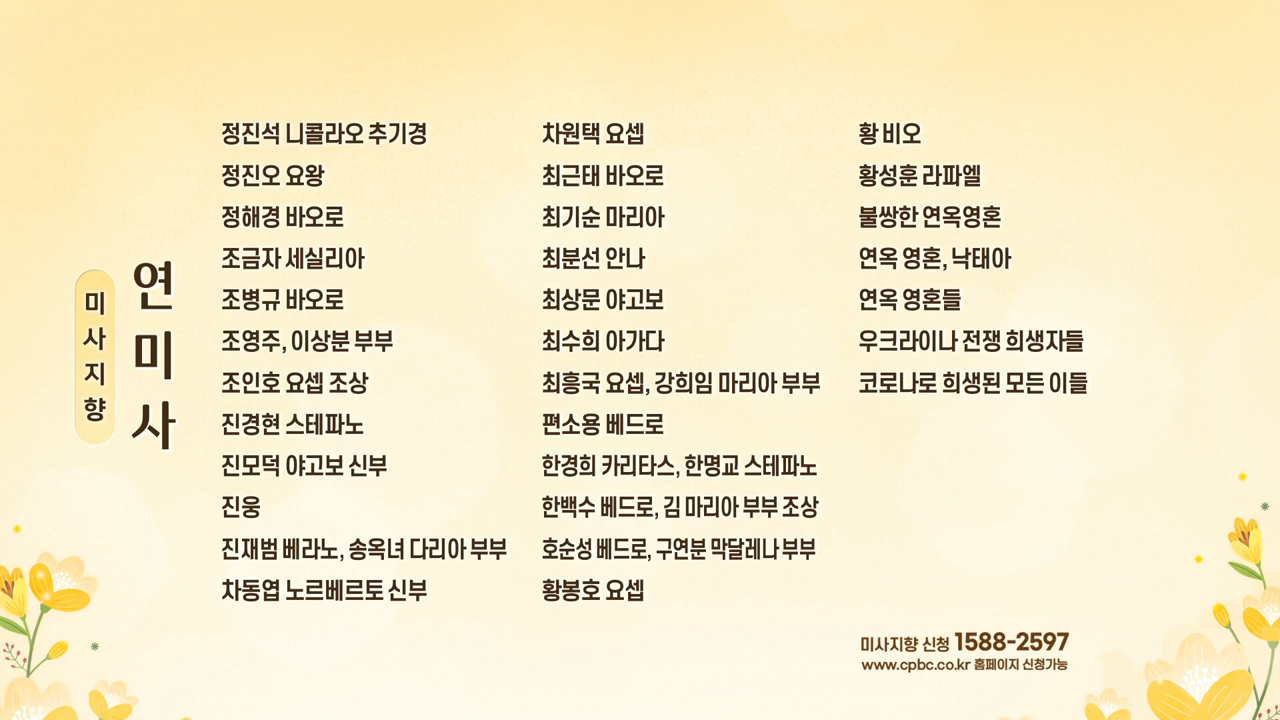 미사지향
연미사
정진석 니콜라오 추기경
정진오 요왕
정해경 바오로
조금자 세실리아
조병규 바오로
조영주, 이상분 부부
조인호 요셉 조상
진경현 스테파노
진모덕 야고보 신부
진웅
진재범 베라노, 송옥녀 다리아 부부
차동엽 노르베르토 신부
차원택 요셉
최근태 바오로
최기순 마리아
최분선 안나
최상문 야고보
최수희 아가다
최흥국 요셉, 강희임 마리아 부부
편소용 베드로
한경희 카리타스, 한명교 스테파노
한백수 베드로, 김 마리아 부부 조상
호순성 베드로, 구연분 막달레나 부부
황봉호 요셉
황 비오
황성훈 라파엘
불쌍한 연옥영혼
연옥 영혼, 낙태아
연옥 영혼들
우크라이나 전쟁 희생자들
코로나로 희생된 모든 이들
미사지향 신청 1588-2597
www.cpbc.co.kr 홈페이지 신청가능